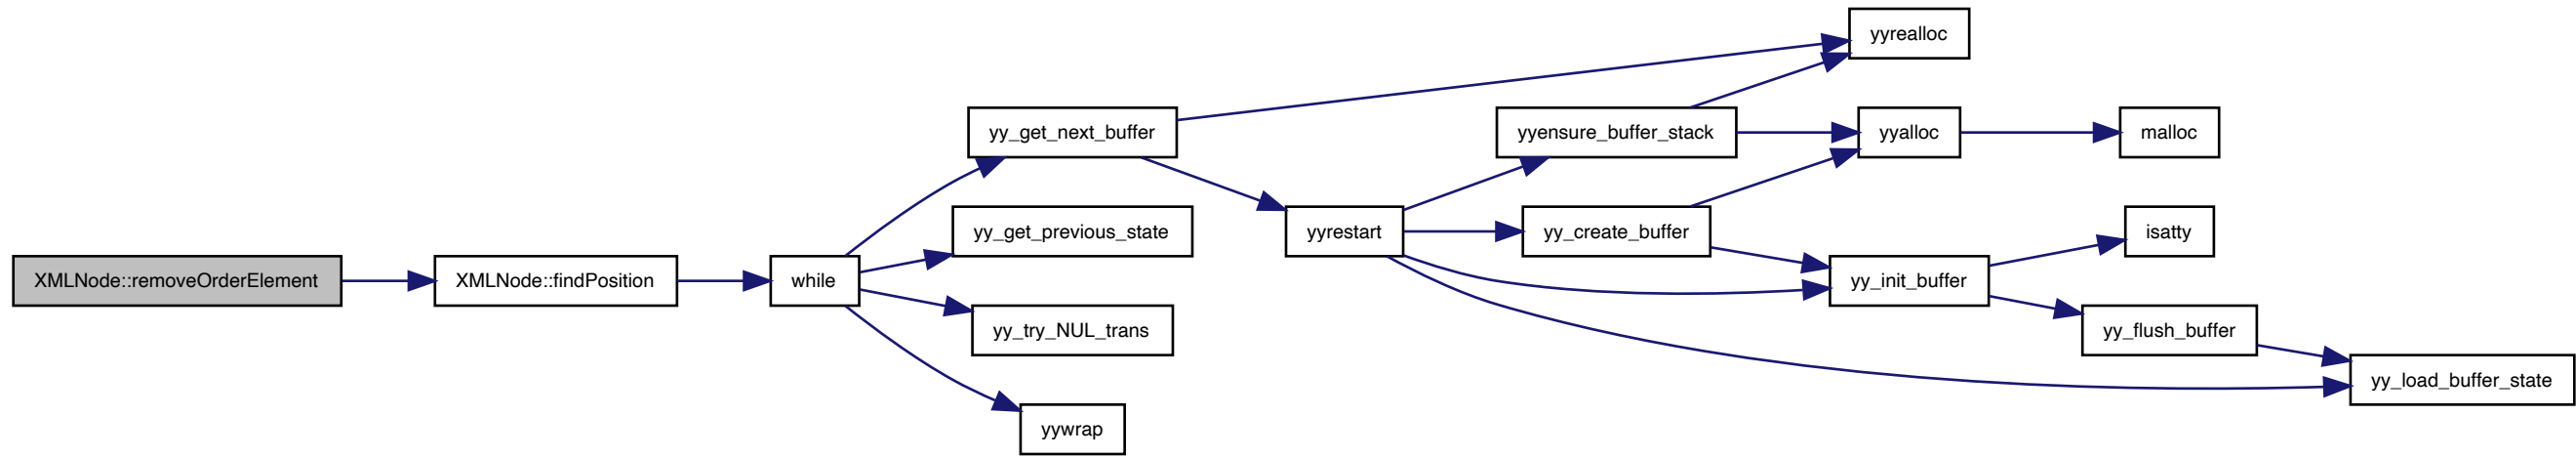 XMLNode::removeOrderElement
XMLNode::findPosition
while
yy_get_next_buffer
yy_get_previous_state
yy_try_NUL_trans
yywrap
yyrestart
yyensure_buffer_stack
yy_create_buffer
yyrealloc
yyalloc
yy_init_buffer
malloc
isatty
yy_flush_buffer
yy_load_buffer_state